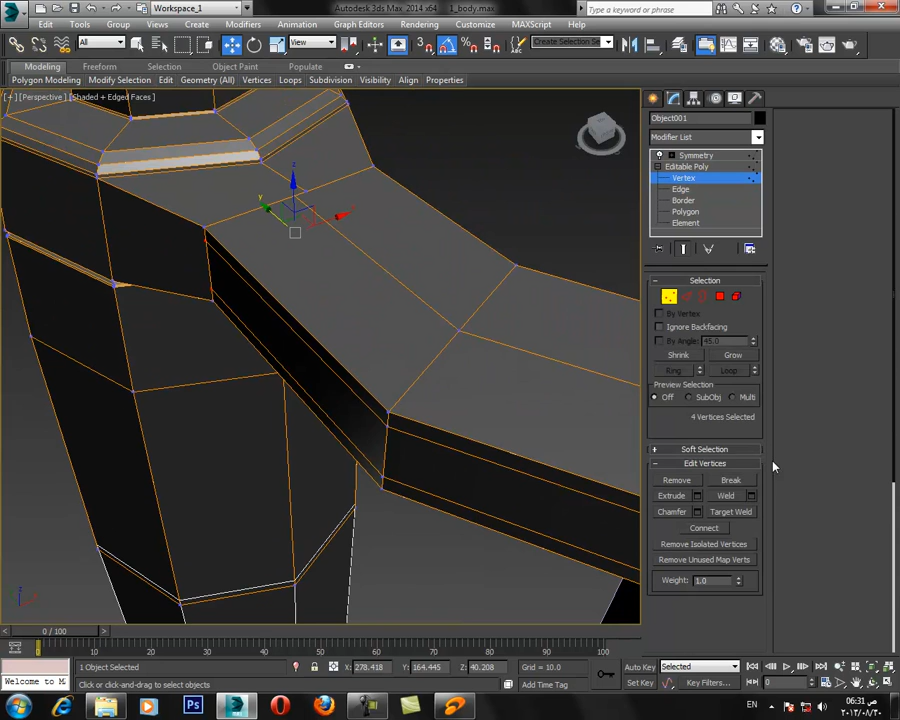 Workspace_1
Autodesk 3ds Max 2014 x64
1_body.max
Type a keyword or phrase
Edit
Tools
Group
Views
Create
Modifiers
Animation
Graph Editors
Rendering
Customize
MAXScript
Help
All
View
Create Selection Se
Modeling
Freeform
Selection
Object Paint
Populate
Polygon Modeling
Modify Selection
Edit
Geometry (All)
Vertices
Loops
Subdivision
Visibility
Align
Properties
[+] [Perspective] [Shaded + Edged Faces]
Object001
Modifier List
Symmetry
Editable Poly
Vertex
Edge
Border
Polygon
Element
Selection
By Vertex
Ignore Backfacing
By Angle: 45.0
Shrink
Grow
Ring
Loop
Preview Selection
Off
SubObj
Multi
4 Vertices Selected
Soft Selection
Edit Vertices
Remove
Break
Extrude
Weld
Chamfer
Target Weld
Connect
Remove Isolated Vertices
Remove Unused Map Verts
Weight: 1.0
z
y
0 / 100
0
10
20
30
40
50
60
70
80
90
100
1 Object Selected
X: 278.418
Y: 164.445
Z: 40.208
Grid = 10.0
Auto Key
Selected
Welcome to M
Click or click-and-drag to select objects
Add Time Tag
Set Key
Key Filters...
0
Ps
EN
06:31 ص
٢٠١٣/٠٨/٢٠